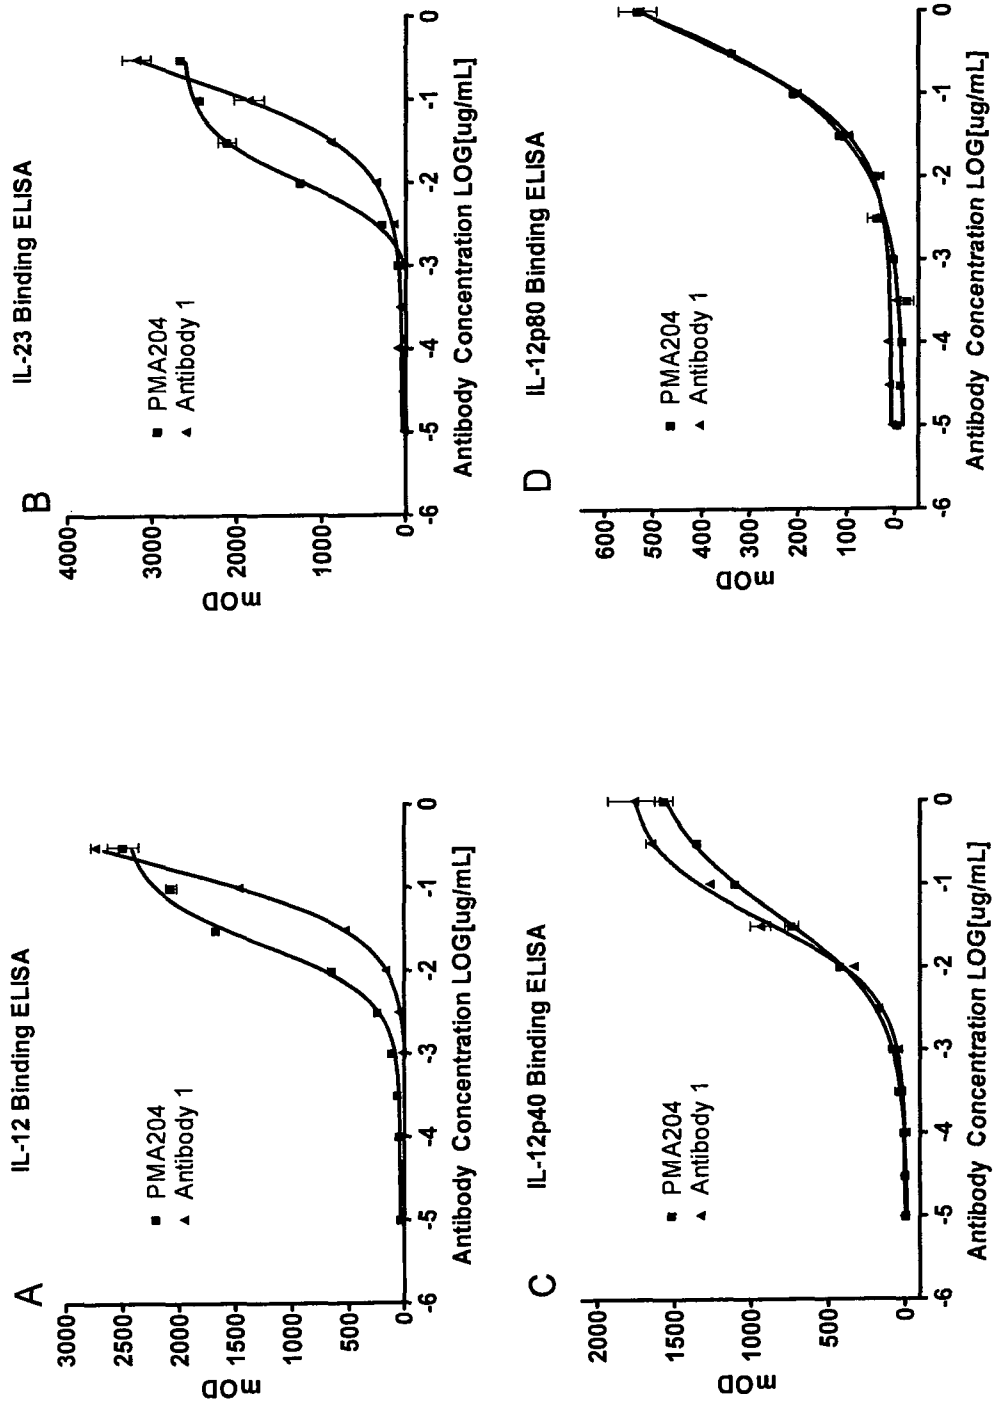 A
IL-12 Binding ELISA
mOD
3000
2500
2000
1500
1000
500
0
PMA204
Antibody 1
-6 -5 -4 -3 -2 -1 0
Antibody Concentration LOG[ug/mL]
B
IL-23 Binding ELISA
mOD
4000
3000
2000
1000
0
PMA204
Antibody 1
-6 -5 -4 -3 -2 -1 0
Antibody Concentration LOG[ug/mL]
C
IL-12p40 Binding ELISA
mOD
2000
1500
1000
500
0
PMA204
Antibody 1
-6 -5 -4 -3 -2 -1 0
Antibody Concentration LOG[ug/mL]
D
IL-12p80 Binding ELISA
mOD
600
500
400
300
200
100
0
PMA204
Antibody 1
-6 -5 -4 -3 -2 -1 0
Antibody Concentration LOG[ug/mL]